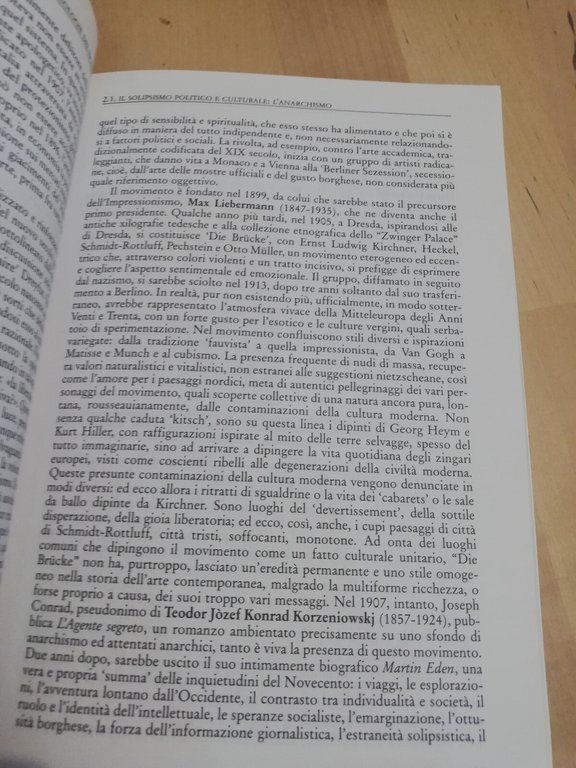 2.1. IL SOLIPSISMO POLITICO E CULTURALE: L'ANARCHISMO
quel tipo di sensibilità e spiritualità, che esso stesso ha alimentato e che poi si è
diffuso in maniera del tutto indipendente e, non necessariamente relazionando-
si a fattori politici e sociali. La rivolta, ad esempio, contro l'arte accademica, tra-
dizionalmente codificata del XIX secolo, inizia con un gruppo di artisti radica-
leggianti, che danno vita a Monaco e a Vienna alla 'Berliner Sezession', secessio-
ne, cioè, dall'arte delle mostre ufficiali e del gusto borghese, non considerata più
quale riferimento oggettivo.
Il movimento è fondato nel 1899, da colui che sarebbe stato il precursore
dell'Impressionismo, Max Liebermann (1847-1935), che ne diventa anche il
primo presidente. Qualche anno più tardi, nel 1905, a Dresda, ispirandosi alle
antiche xilografie tedesche e alla collezione etnografica dello "Zwinger Palace"
di Dresda, si costituisce 'Die Brücke', con Ernst Ludwig Kirchner, Heckel,
Schmidt-Rottluff, Pechstein e Otto Müller, un movimento eterogeneo ed eccen-
trico che, attraverso colori violenti e un tratto incisivo, si prefigge di esprimere
e cogliere l'aspetto sentimentale ed emozionale. Il gruppo, diffamato in seguito
dal nazismo, si sarebbe sciolto nel 1913, dopo tre anni soltanto dal suo trasferi-
mento a Berlino. In realtà, pur non esistendo più, ufficialmente, in modo sotter-
raneo, avrebbe rappresentato l'atmosfera vivace della Mitteleuropa degli Anni
Venti e Trenta, con un forte gusto per l'esotico e le culture vergini, quali serba-
toio di sperimentazione. Nel movimento confluiscono stili diversi e ispirazioni
variegate: dalla tradizione 'fauvista' a quella impressionista, da Van Gogh a
Matisse e Munch e al cubismo. La presenza frequente di nudi di massa, recupe-
ra valori naturalistici e vitalistici, non estranei alle suggestioni nietzscheane, così
come l'amore per i paesaggi nordici, meta di autentici pellegrinaggi dei vari per-
sonaggi del movimento, quali scoperte collettive di una natura ancora pura, lon-
tana, rousseauianamente, dalle contaminazioni della cultura moderna. Non
senza qualche caduta 'kitsch', sono su questa linea i dipinti di Georg Heym e
Kurt Hiller, con raffigurazioni ispirate al mito delle terre selvagge, spesso del
tutto immaginarie, sino ad arrivare a dipingere la vita quotidiana degli zingari
europei, visti come coscienti ribelli alle degenerazioni della civiltà moderna.
Queste presunte contaminazioni della cultura moderna vengono denunciate in
modi diversi: ed ecco allora i ritratti di sgualdrine o la vita dei 'cabarets' o le sale
da ballo dipinte da Kirchner. Sono luoghi del 'devertissement', della sottile
disperazione, della gioia liberatoria; ed ecco, così, anche, i cupi paesaggi di città
di Schmidt-Rottluff, città tristi, soffocanti, monotone. Ad onta dei luoghi
comuni che dipingono il movimento come un fatto culturale unitario, "Die
Brücke" non ha, purtroppo, lasciato un'eredità permanente e uno stile omoge-
neo nella storia dell'arte contemporanea, malgrado la multiforme ricchezza, o
forse proprio a causa, dei suoi troppo vari messaggi. Nel 1907, intanto, Joseph
Conrad, pseudonimo di Teodor Jòzef Konrad Korzeniowskj (1857-1924), pub-
blica L'Agente segreto, un romanzo ambientato precisamente su uno sfondo di
anarchismo ed attentati anarchici, tanto è viva la presenza di questo movimento.
Due anni dopo, sarebbe uscito il suo intimamente biografico Martin Eden, una
vera e propria 'summa' delle inquietudini del Novecento: i viaggi, le esplorazio-
ni, l'avventura lontano dall'Occidente, il contrasto tra individualità e società, il
ruolo e l'identità dell'intellettuale, le speranze socialiste, l'emarginazione, l'ottu-
sità borghese, la forza dell'informazione giornalistica, l'estraneità solipsistica, il